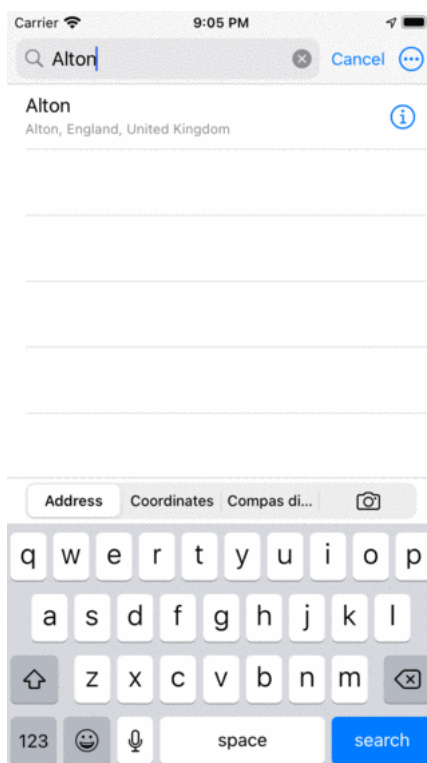 Carrier 9:05 PM
Alton Cancel
Alton
Alton, England, United Kingdom
Address Coordinates Compas di...
q w e r t y u i o p
a s d f g h j k l
z x c v b n m
123 space search